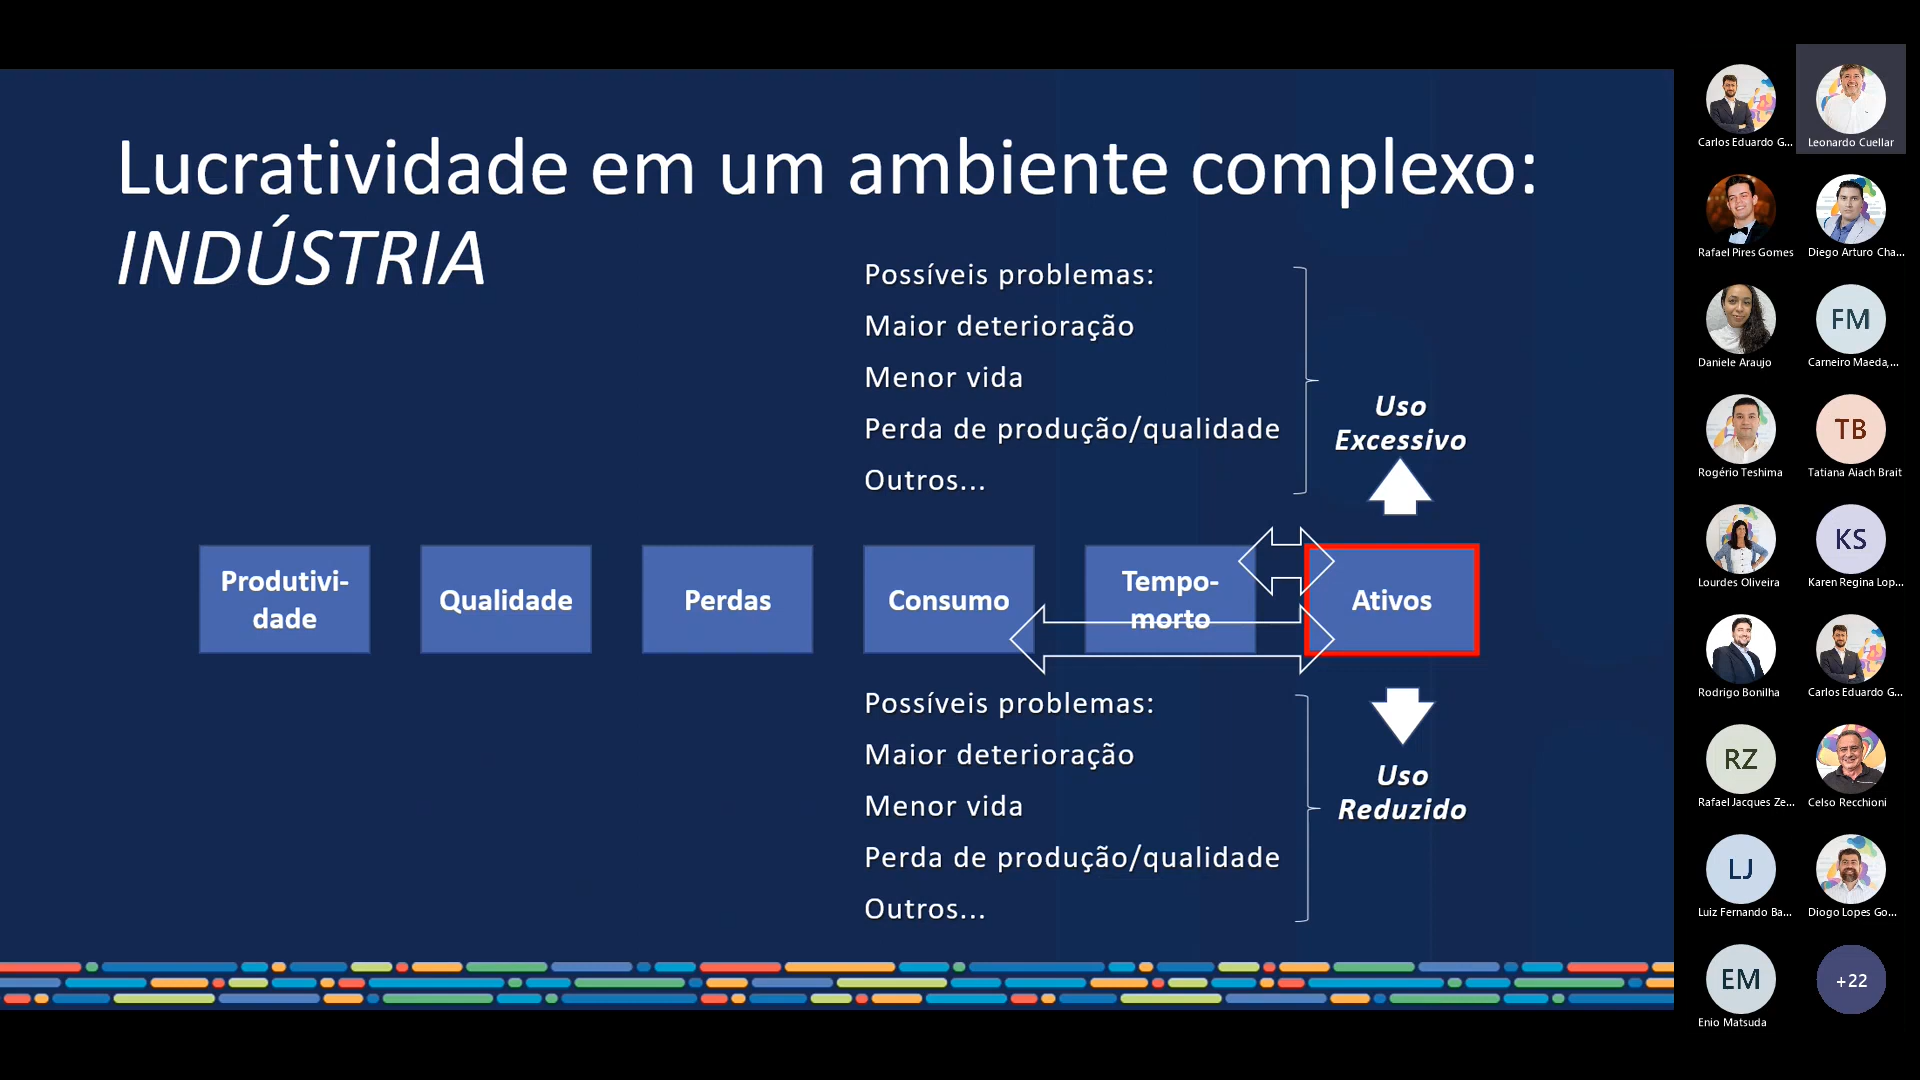 Lucratividade em um ambiente complexo:
INDÚSTRIA
Possíveis problemas:
Maior deterioração
Menor vida
Perda de produção/qualidade
Outros...
Uso
Excessivo
Produtivi-
dade
Qualidade
Perdas
Consumo
Tempo-
morto
Ativos
Possíveis problemas:
Maior deterioração
Menor vida
Perda de produção/qualidade
Outros...
Uso
Reduzido
Carlos Eduardo G...
Leonardo Cuellar
Rafael Pires Gomes
Diego Arturo Cha...
Daniele Araujo
FM
Carneiro Maeda,...
Rogério Teshima
TB
Tatiana Aiach Brait
Lourdes Oliveira
KS
Karen Regina Lop...
Rodrigo Bonilha
Carlos Eduardo G...
RZ
Rafael Jacques Ze...
Celso Recchioni
LJ
Luiz Fernando Ba...
Diogo Lopes Go...
EM
Enio Matsuda
+22